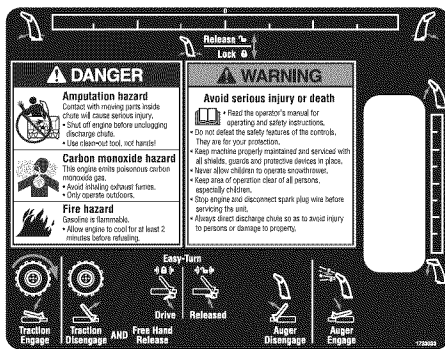 0
Release
Lock
DANGER
Amputation hazard
Contact with moving parts inside
chute will cause serious injury.
• Shut off engine before unclogging
discharge chute.
• Use clean-out tool, not hands!
Carbon monoxide hazard
This engine emits poisonous carbon
monoxide gas.
• Avoid inhaling exhaust fumes.
• Only operate outdoors.
Fire hazard
Gasoline is flammable.
• Allow engine to cool for at least 2
minutes before refueling.
WARNING
Avoid serious injury or death
• Read the operator's manual for
operating and safety instructions.
• Do not defeat the safety features of the controls.
They are for your protection.
• Keep machine properly maintained and serviced with
all shields, guards and protective devices in place.
• Never allow children to operate snowthrower.
• Keep area of operation clear of all persons,
especially children.
• Stop engine and disconnect spark plug wire before
servicing the unit.
• Always direct discharge chute so as to avoid injury
to persons or damage to property.
Easy-Turn
Drive Released
Traction
Engage
Traction
Disengage AND Free Hand
Release
Auger
Disengage
Auger
Engage